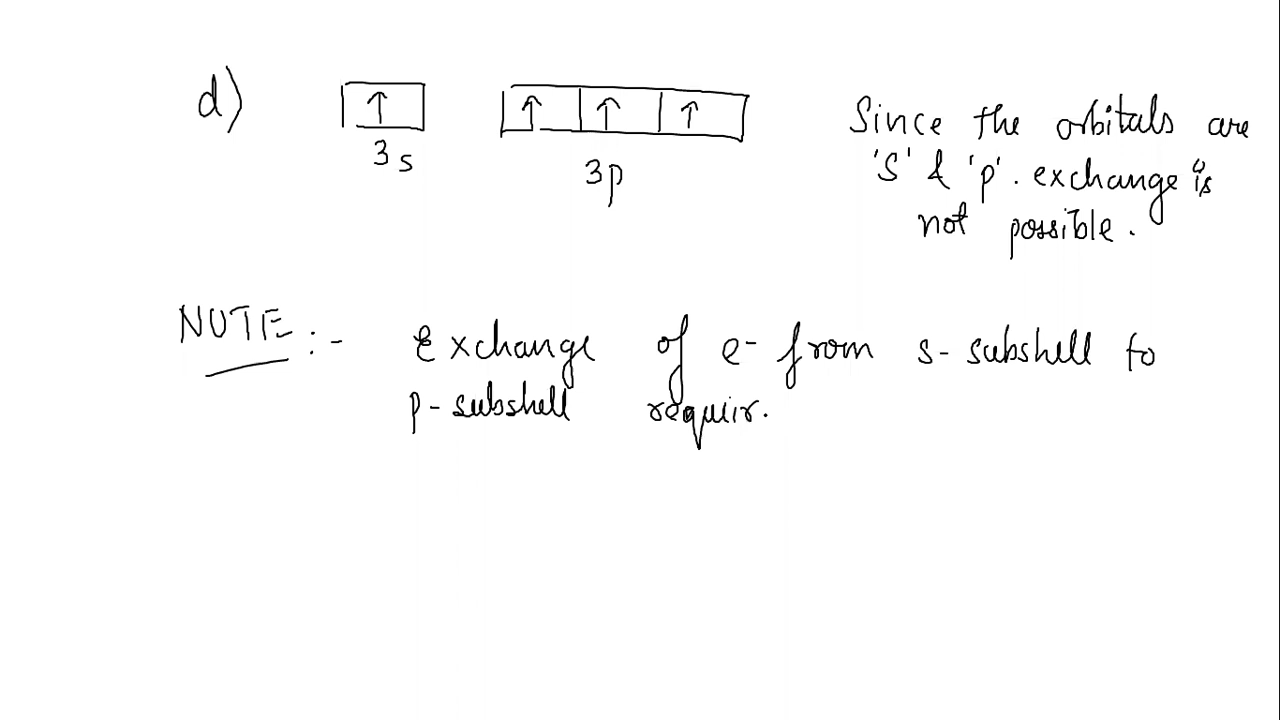 d) ↑ ↑ ↑ ↑ Since the orbitals are
3s 3p 's' & 'p'. exchange is
not possible.
NOTE :- Exchange of e- from s-subshell to
p-subshell requir.